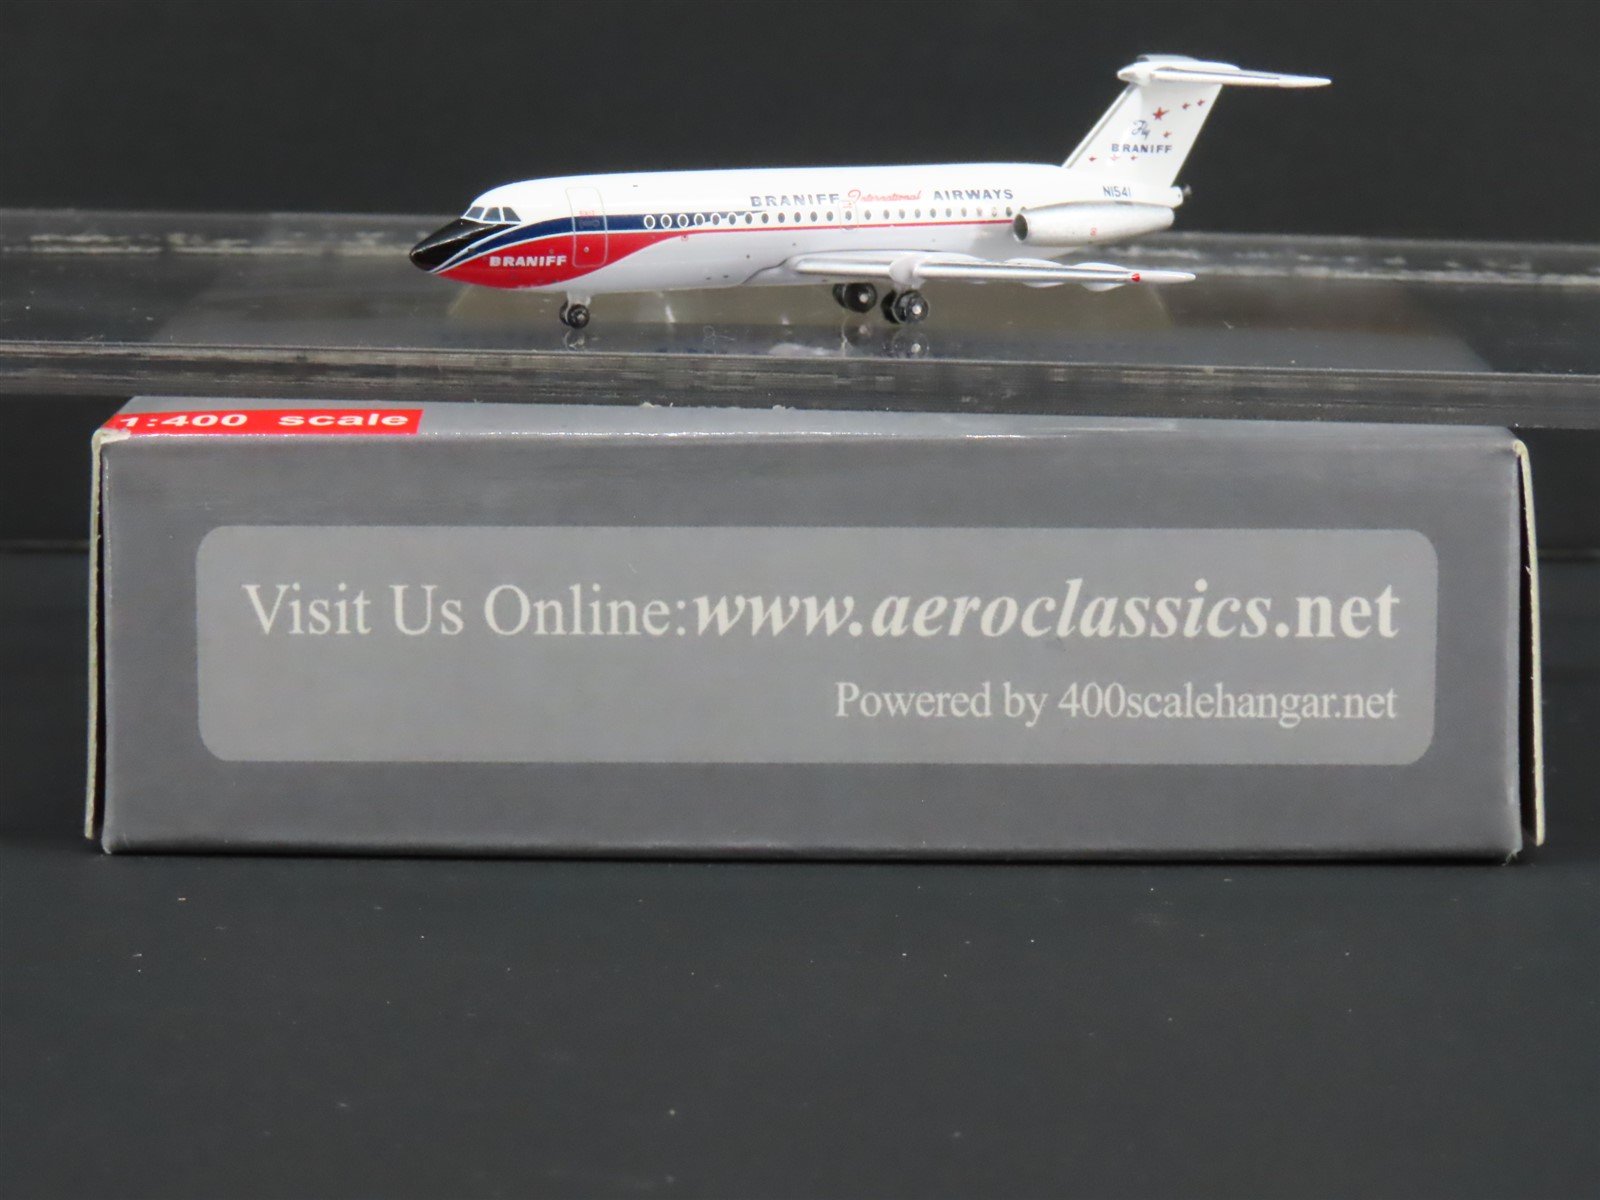 Fly
BRANIFF
N1541
BRANIFF International AIRWAYS
BRANIFF
1:400 scale
Visit Us Online:www.aeroclassics.net
Powered by 400scalehangar.net